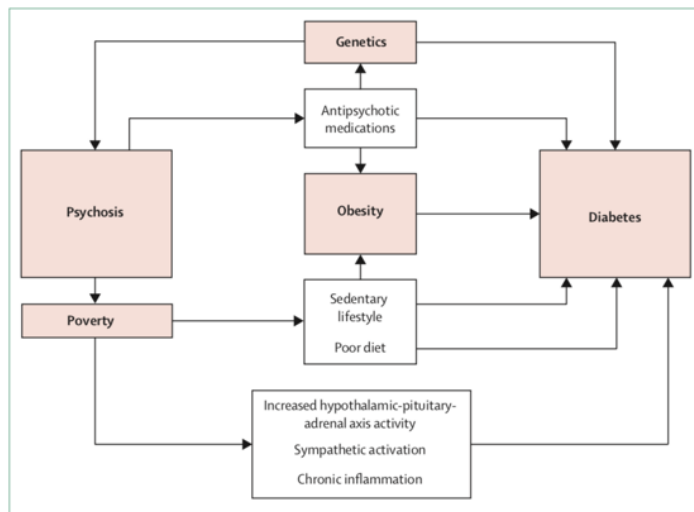 Genetics
Antipsychotic
medications
Psychosis
Obesity
Diabetes
Poverty
Sedentary
lifestyle
Poor diet
Increased hypothalamic-pituitary-
adrenal axis activity
Sympathetic activation
Chronic inflammation